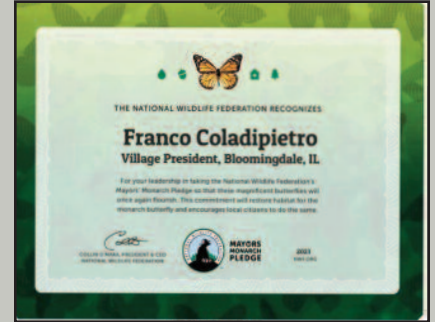 THE NATIONAL WILDLIFE FEDERATION RECOGNIZES
Franco Coladipietro
Village President, Bloomingdale, IL
For your leadership in taking the National Wildlife Federation's
Mayors' Monarch Pledge so that these magnificent butterflies will
once again flourish. This commitment will restore habitat for the
monarch butterfly and encourages local citizens to do the same.
COLLIN O'MARA, PRESIDENT & CEO
NATIONAL WILDLIFE FEDERATION
MAYORS
MONARCH
PLEDGE
2023
NWF.ORG